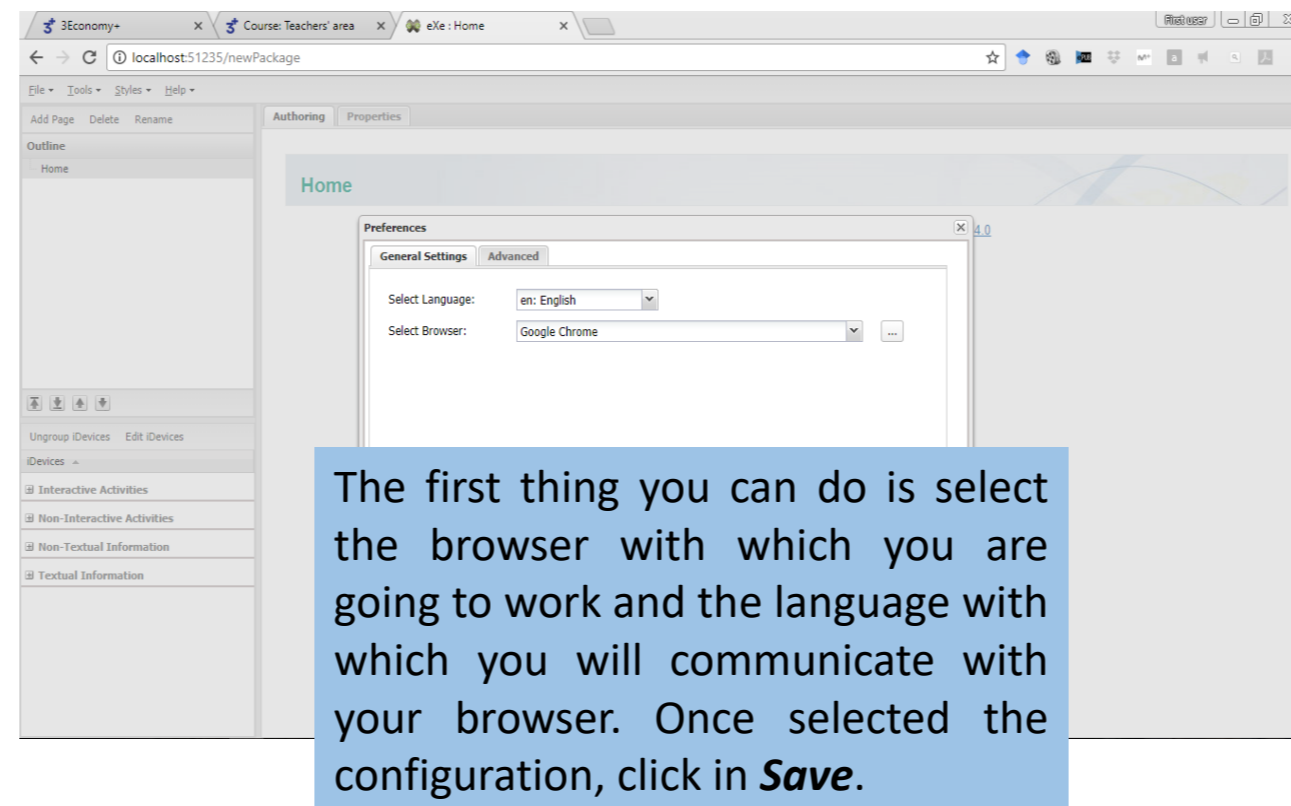 3Economy+
Course: Teachers' area
eXe : Home
First user
localhost:51235/newPackage
File Tools Styles Help
Add Page Delete Rename
Authoring Properties
Outline
Home
Home
Preferences
4.0
General Settings Advanced
Select Language: en: English
Select Browser: Google Chrome ...
Ungroup iDevices Edit iDevices
iDevices
Interactive Activities
Non-Interactive Activities
Non-Textual Information
Textual Information
The first thing you can do is select
the browser with which you are
going to work and the language with
which you will communicate with
your browser. Once selected the
configuration, click in Save.